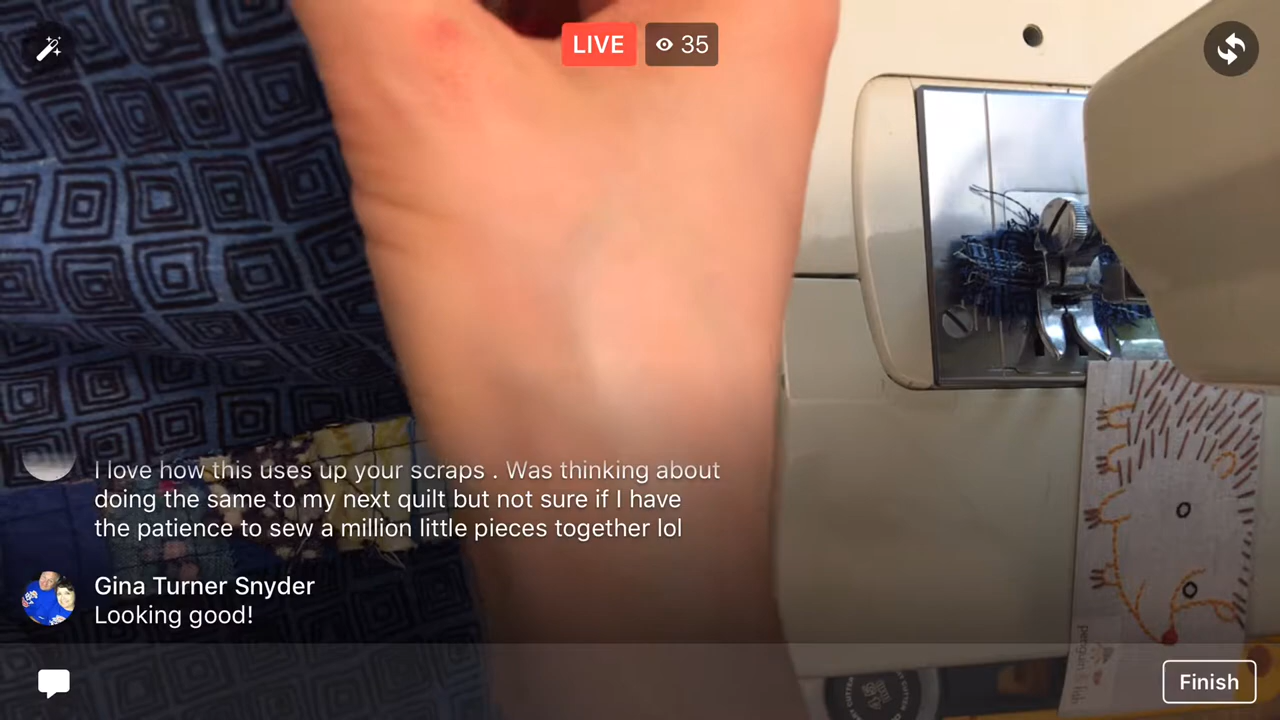 LIVE
35
I love how this uses up your scraps . Was thinking about
doing the same to my next quilt but not sure if I have
the patience to sew a million little pieces together lol
Gina Turner Snyder
Looking good!
Finish
penguin & fish